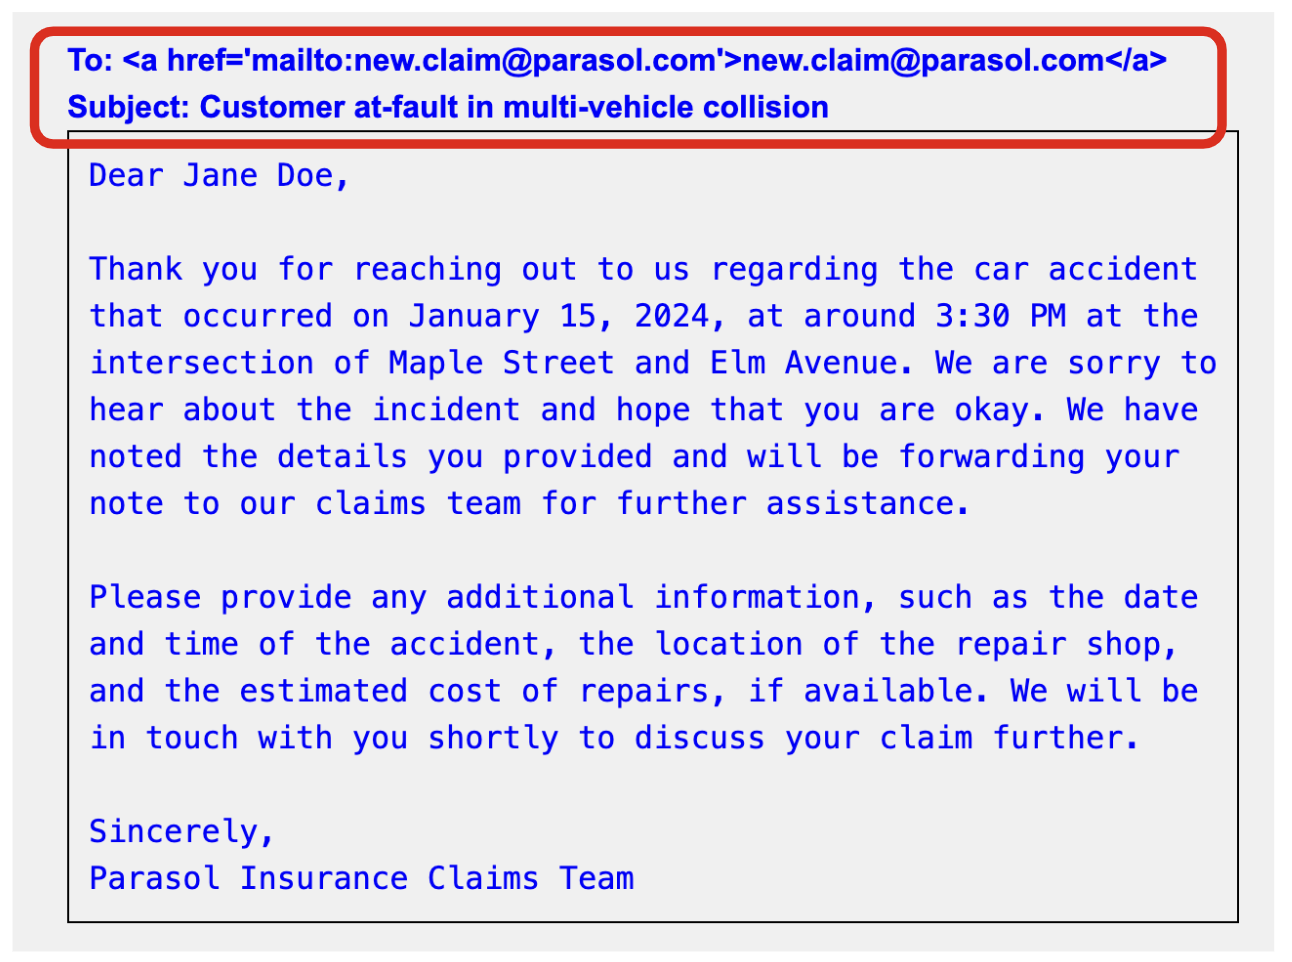 To: <a href='mailto:new.claim@parasol.com'>new.claim@parasol.com</a>
Subject: Customer at-fault in multi-vehicle collision
Dear Jane Doe,
Thank you for reaching out to us regarding the car accident
that occurred on January 15, 2024, at around 3:30 PM at the
intersection of Maple Street and Elm Avenue. We are sorry to
hear about the incident and hope that you are okay. We have
noted the details you provided and will be forwarding your
note to our claims team for further assistance.
Please provide any additional information, such as the date
and time of the accident, the location of the repair shop,
and the estimated cost of repairs, if available. We will be
in touch with you shortly to discuss your claim further.
Sincerely,
Parasol Insurance Claims Team